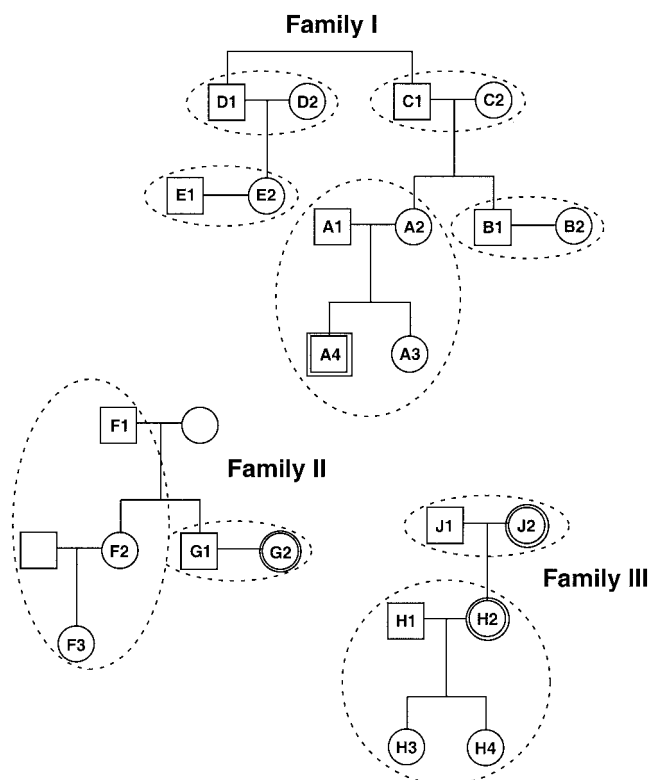 Family I
D1 D2 C1 C2
E1 E2
A1 A2 B1 B2
A4 A3
F1
Family II
J1 J2
F2 G1 G2
Family III
H1 H2
F3
H3 H4